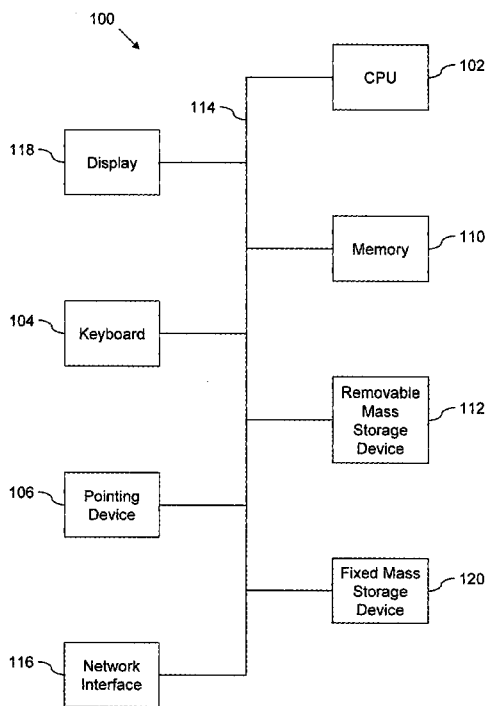 100
CPU
102
114
118
Display
Memory
110
104
Keyboard
Removable
Mass
Storage
Device
112
106
Pointing
Device
Fixed Mass
Storage
Device
120
116
Network
Interface